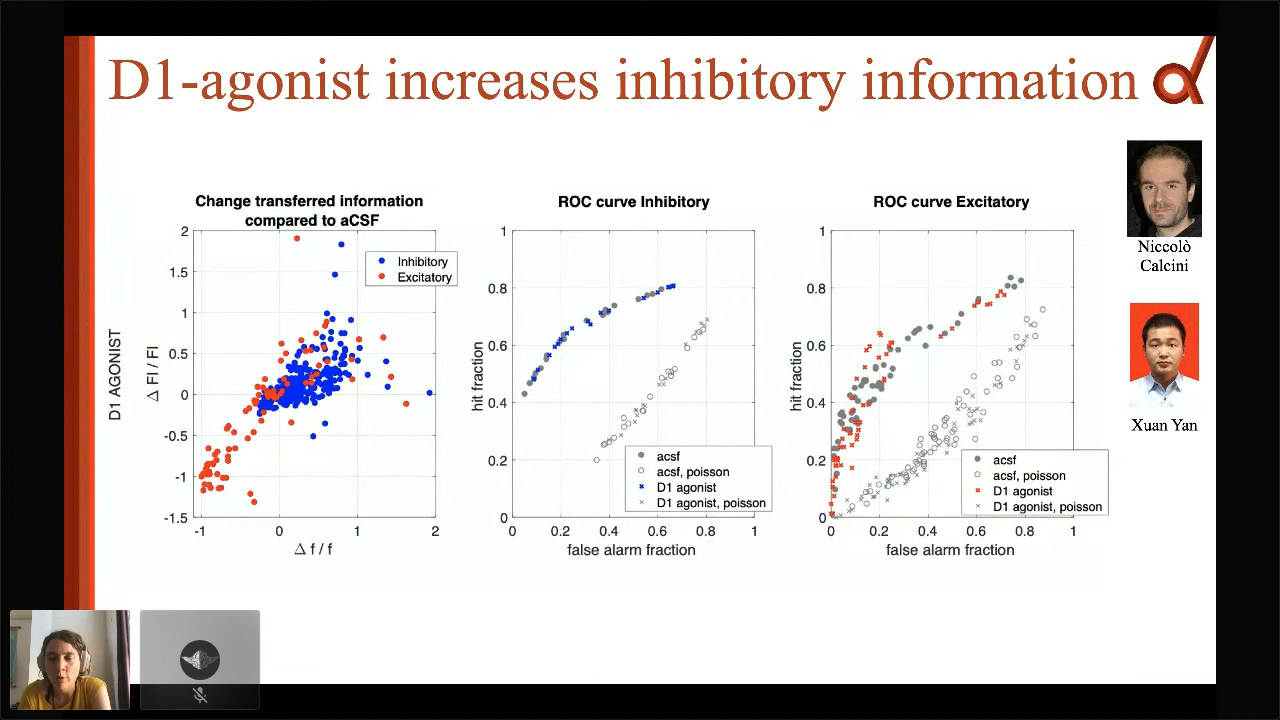 D1-agonist increases inhibitory information
Change transferred information
compared to aCSF
D1 AGONIST
Δ FI / FI
2
1.5
1
0.5
0
-0.5
-1
-1.5
-1 0 1 2
Δ f / f
Inhibitory
Excitatory
ROC curve Inhibitory
hit fraction
1
0.8
0.6
0.4
0.2
0
0 0.2 0.4 0.6 0.8 1
false alarm fraction
acsf
acsf, poisson
D1 agonist
D1 agonist, poisson
ROC curve Excitatory
hit fraction
1
0.8
0.6
0.4
0.2
0
0 0.2 0.4 0.6 0.8 1
false alarm fraction
acsf
acsf, poisson
D1 agonist
D1 agonist, poisson
Niccolò
Calcini
Xuan Yan